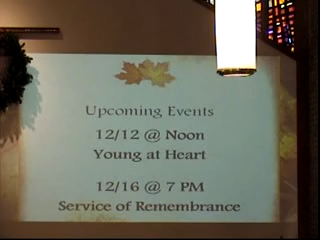 Upcoming Events
12/12 @ Noon
Young at Heart
12/16 @ 7 PM
Service of Remembrance